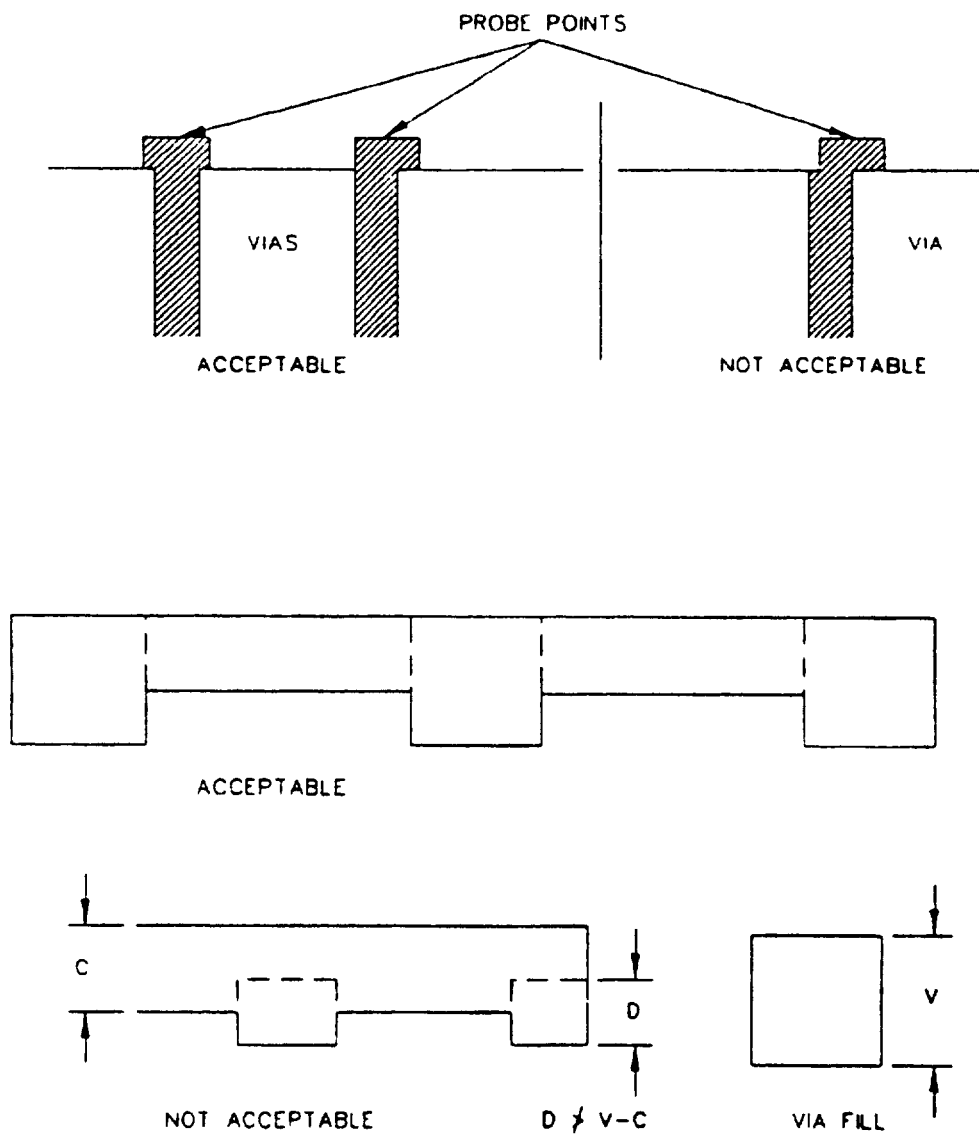 PROBE POINTS
VIAS
VIA
ACCEPTABLE
NOT ACCEPTABLE
ACCEPTABLE
C
D
V
NOT ACCEPTABLE
D ≯ V-C
VIA FILL